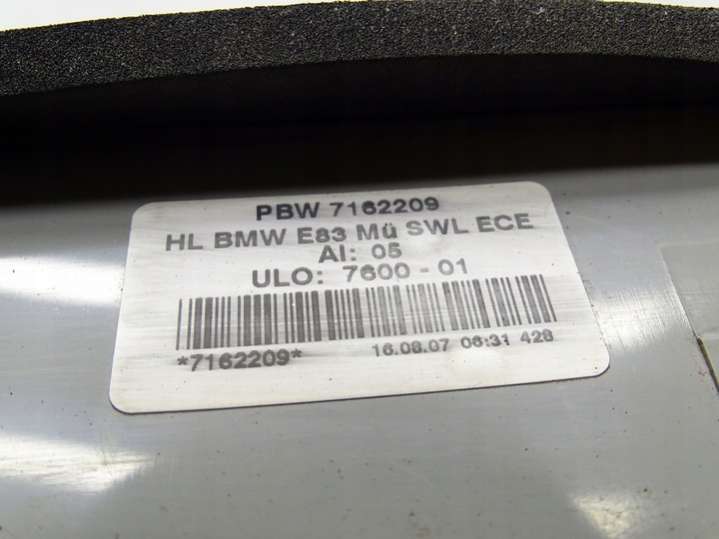 PBW 7162209
HL BMW E83 Mü SWL ECE
AI: 05
ULO: 7600 - 01
*7162209* 16.08.07 06:31 428